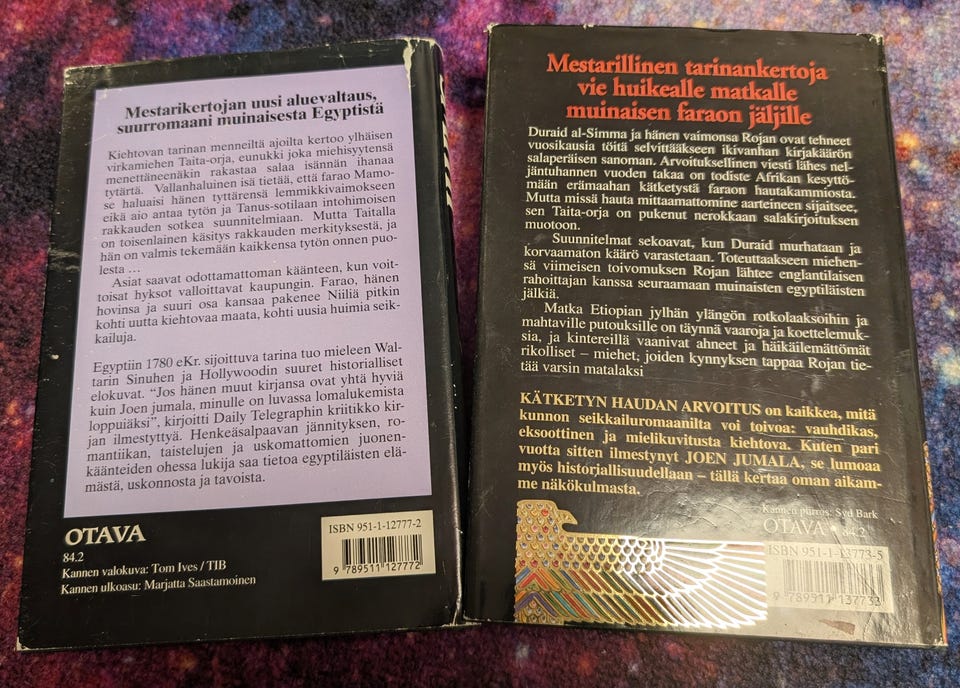 Mestarikertojan uusi aluevaltaus,
suurromaani muinaisesta Egyptistä
Kiehtovan tarinan menneiltä ajoilta kertoo ylhäisen
virkamiehen Taita-orja, eunukki joka miehisyytensä
menettäneenäkin rakastaa salaa isännän ihanaa
tytärtä. Vallanhaluinen isä tietää, että farao Mamo-
se haluaisi hänen tyttärensä lemmikkivaimokseen
eikä aio antaa tytön ja Tanus-sotilaan intohimoisen
rakkauden sotkea suunnitelmiaan. Mutta Taitalla
on toisenlainen käsitys rakkauden merkityksestä, ja
hän on valmis tekemään kaikkensa tytön onnen puo-
lesta ...
Asiat saavat odottamattoman käänteen, kun voit-
toisat hyksot valloittavat kaupungin. Farao, hänen
hovinsa ja suuri osa kansaa pakenee Niiliä pitkin
kohti uutta kiehtovaa maata, kohti uusia huimia seik-
kailuja.
Egyptiin 1780 eKr. sijoittuva tarina tuo mieleen Wal-
tarin Sinuhen ja Hollywoodin suuret historialliset
elokuvat. "Jos hänen muut kirjansa ovat yhtä hyviä
kuin Joen jumala, minulle on luvassa lomalukemista
loppuiäksi", kirjoitti Daily Telegraphin kriitikko kir-
jan ilmestyttyä. Henkeäsalpaavan jännityksen, ro-
mantiikan, taistelujen ja uskomattomien juonen-
käänteiden ohessa lukija saa tietoa egyptiläisten elä-
mästä, uskonnosta ja tavoista.
OTAVA
84.2
Kannen valokuva: Tom Ives / TIB
Kannen ulkoasu: Marjatta Saastamoinen
ISBN 951-1-12777-2
9 789511 127772
Mestarillinen tarinankertoja
vie huikealle matkalle
muinaisen faraon jäljille
Duraid al-Simma ja hänen vaimonsa Rojan ovat tehneet
vuosikausia töitä selvittääkseen ikivanhan kirjakäärön
salaperäisen sanoman. Arvoituksellinen viesti lähes nel-
jäntuhannen vuoden takaa on todiste Afrikan kesyttö-
mään erämaahan kätketystä faraon hautakammiosta.
Mutta missä hauta mittaamattomine aarteineen sijaitsee,
sen Taita-orja on pukenut nerokkaan salakirjoituksen
muotoon.
Suunnitelmat sekoavat, kun Duraid murhataan ja
korvaamaton käärö varastetaan. Toteuttaakseen miehen-
sä viimeisen toivomuksen Rojan lähtee englantilaisen
rahoittajan kanssa seuraamaan muinaisten egyptiläisten
jälkiä.
Matka Etiopian jylhän ylängön rotkolaaksoihin ja
mahtaville putouksille on täynnä vaaroja ja koettelemuk-
sia, ja kintereillä vaanivat ahneet ja häikäilemättömät
rikolliset – miehet, joiden kynnyksen tappaa Rojan tie-
tää varsin matalaksi
KÄTKETYN HAUDAN ARVOITUS on kaikkea, mitä
kunnon seikkailuromaanilta voi toivoa: vauhdikas,
eksoottinen ja mielikuvitusta kiehtova. Kuten pari
vuotta sitten ilmestynyt JOEN JUMALA, se lumoaa
myös historiallisuudellaan – tällä kertaa oman aikam-
me näkökulmasta.
Kannen piirros: Syd Bark
OTAVA • 84.2
ISBN 951-1-13773-5
9 789511 137733